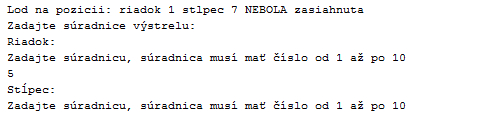 Lod na pozicii: riadok 1 stlpec 7 NEBOLA zasiahnuta
Zadajte súradnice výstrelu:
Riadok:
Zadajte súradnicu, súradnica musí mať číslo od 1 až po 10
5
Stĺpec:
Zadajte súradnicu, súradnica musí mať číslo od 1 až po 10